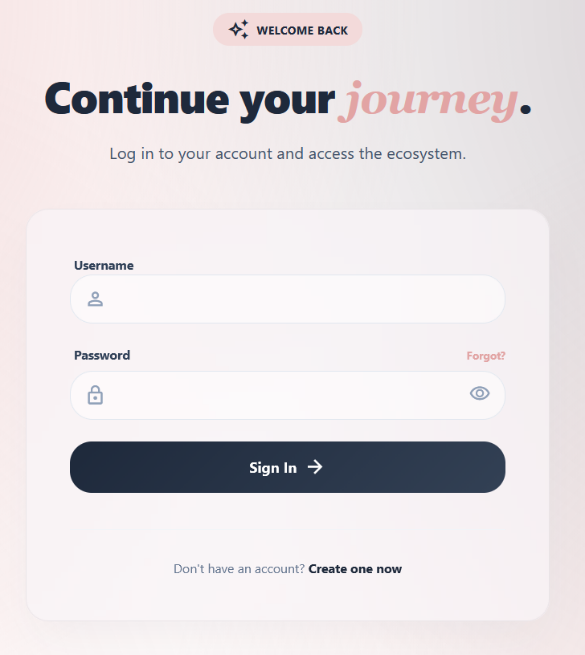 WELCOME BACK
Continue your journey.
Log in to your account and access the ecosystem.
Username
Password
Forgot?
Sign In
Don't have an account? Create one now